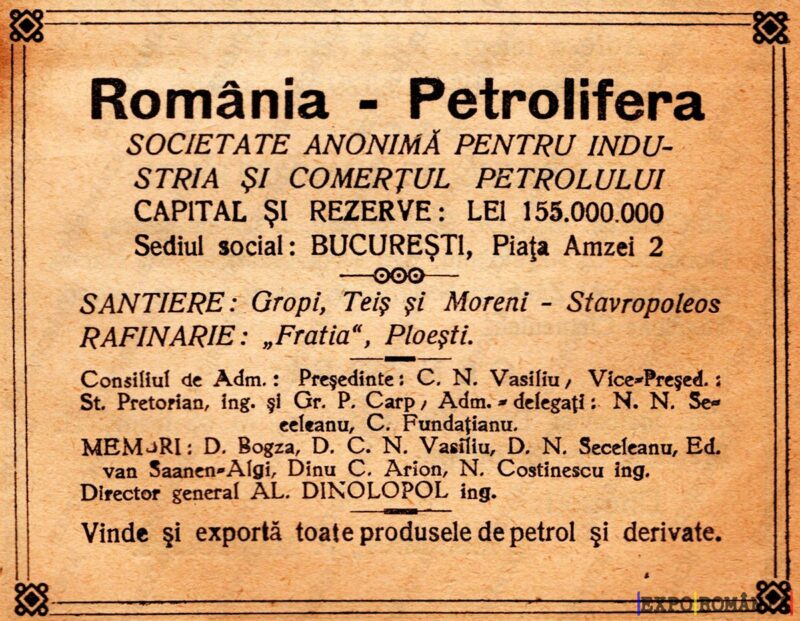 România - Petrolifera
SOCIETATE ANONIMĂ PENTRU INDU-
STRIA ŞI COMERŢUL PETROLULUI
CAPITAL ŞI REZERVE: LEI 155.000.000
Sediul social: BUCUREŞTI, Piaţa Amzei 2
SANTIERE: Gropi, Teiş şi Moreni - Stavropoleos
RAFINARIE: „Fratia“, Ploeşti.
Consiliul de Adm.: Preşedinte: C. N. Vasiliu, Vice-Preşed.:
St. Pretorian, ing. şi Gr. P. Carp, Adm.-delegaţi: N. N. Se-
celeanu, C. Fundaţianu.
MEMBRI: D. Bogza, D. C. N. Vasiliu, D. N. Seceleanu, Ed.
van Saanen-Algi, Dinu C. Arion, N. Costinescu ing.
Director general AL. DINOLOPOL ing.
Vinde şi exportă toate produsele de petrol şi derivate.
EXPO ROMÂN